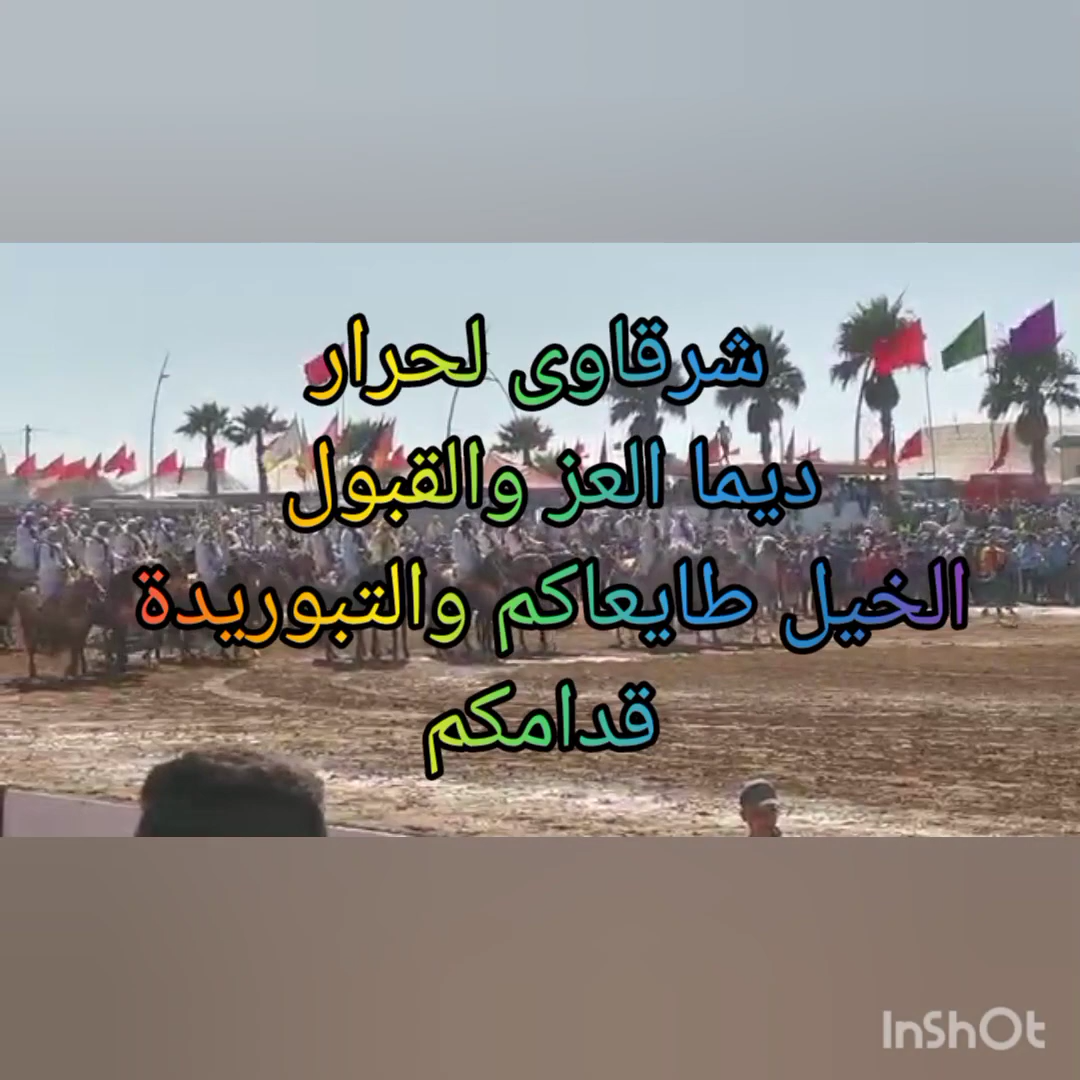 شرقاوى لحرار
ديما العز والقبول
الخيل طايعاكم والتبوريدة
قدامكم
InShOt